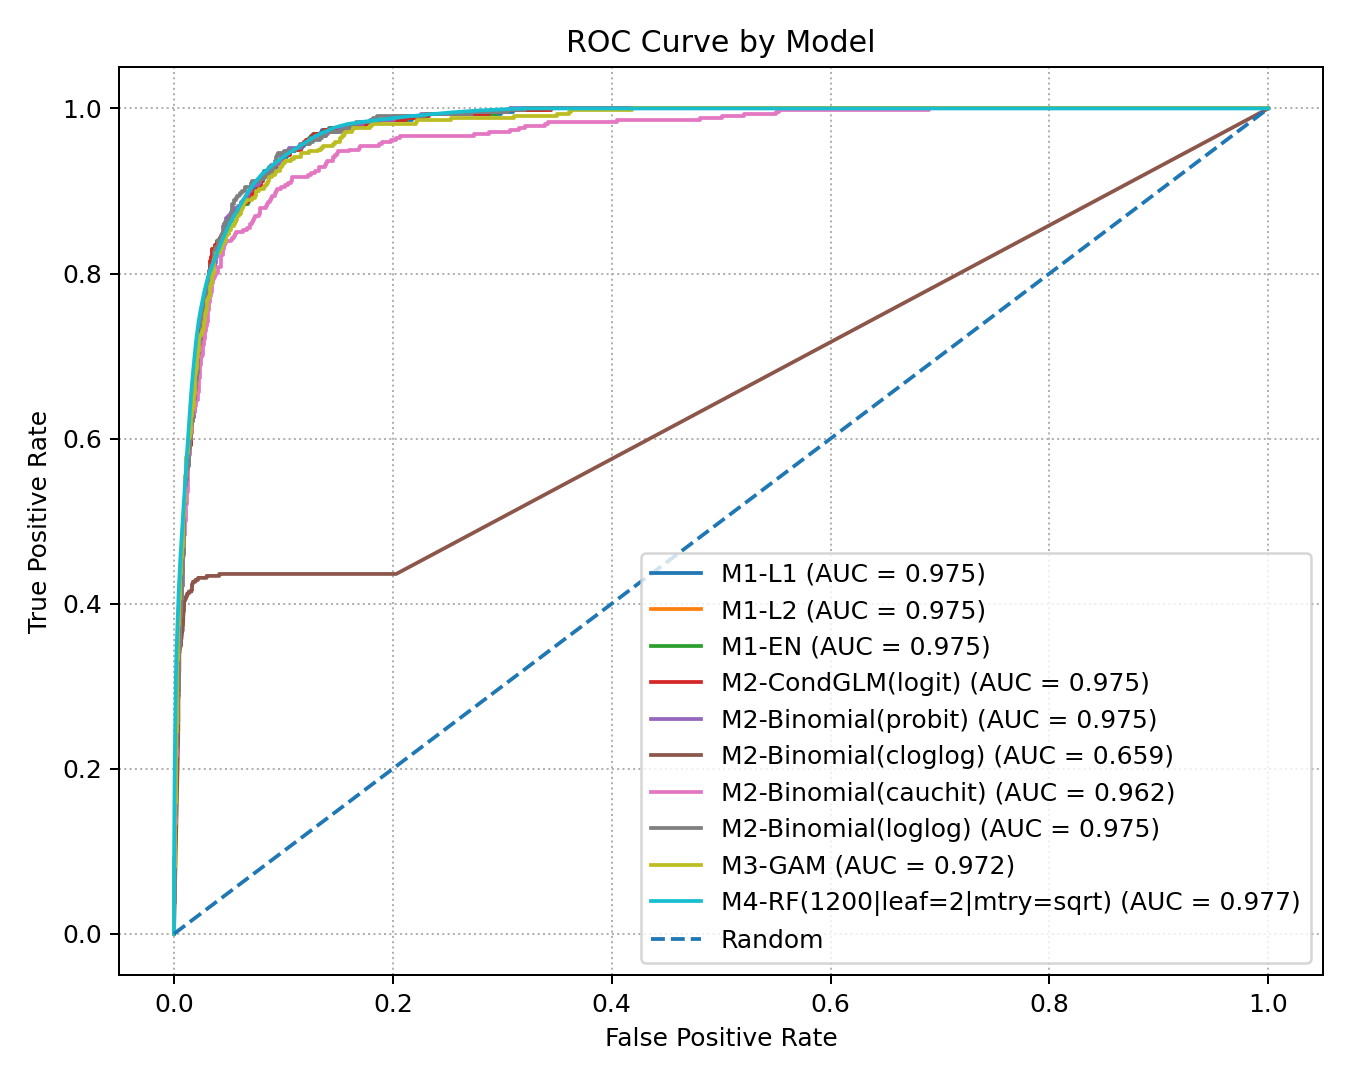 ROC Curve by Model
True Positive Rate
1.0
0.8
0.6
0.4
0.2
0.0
M1-L1 (AUC = 0.975)
M1-L2 (AUC = 0.975)
M1-EN (AUC = 0.975)
M2-CondGLM(logit) (AUC = 0.975)
M2-Binomial(probit) (AUC = 0.975)
M2-Binomial(cloglog) (AUC = 0.659)
M2-Binomial(cauchit) (AUC = 0.962)
M2-Binomial(loglog) (AUC = 0.975)
M3-GAM (AUC = 0.972)
M4-RF(1200|leaf=2|mtry=sqrt) (AUC = 0.977)
Random
0.0 0.2 0.4 0.6 0.8 1.0
False Positive Rate